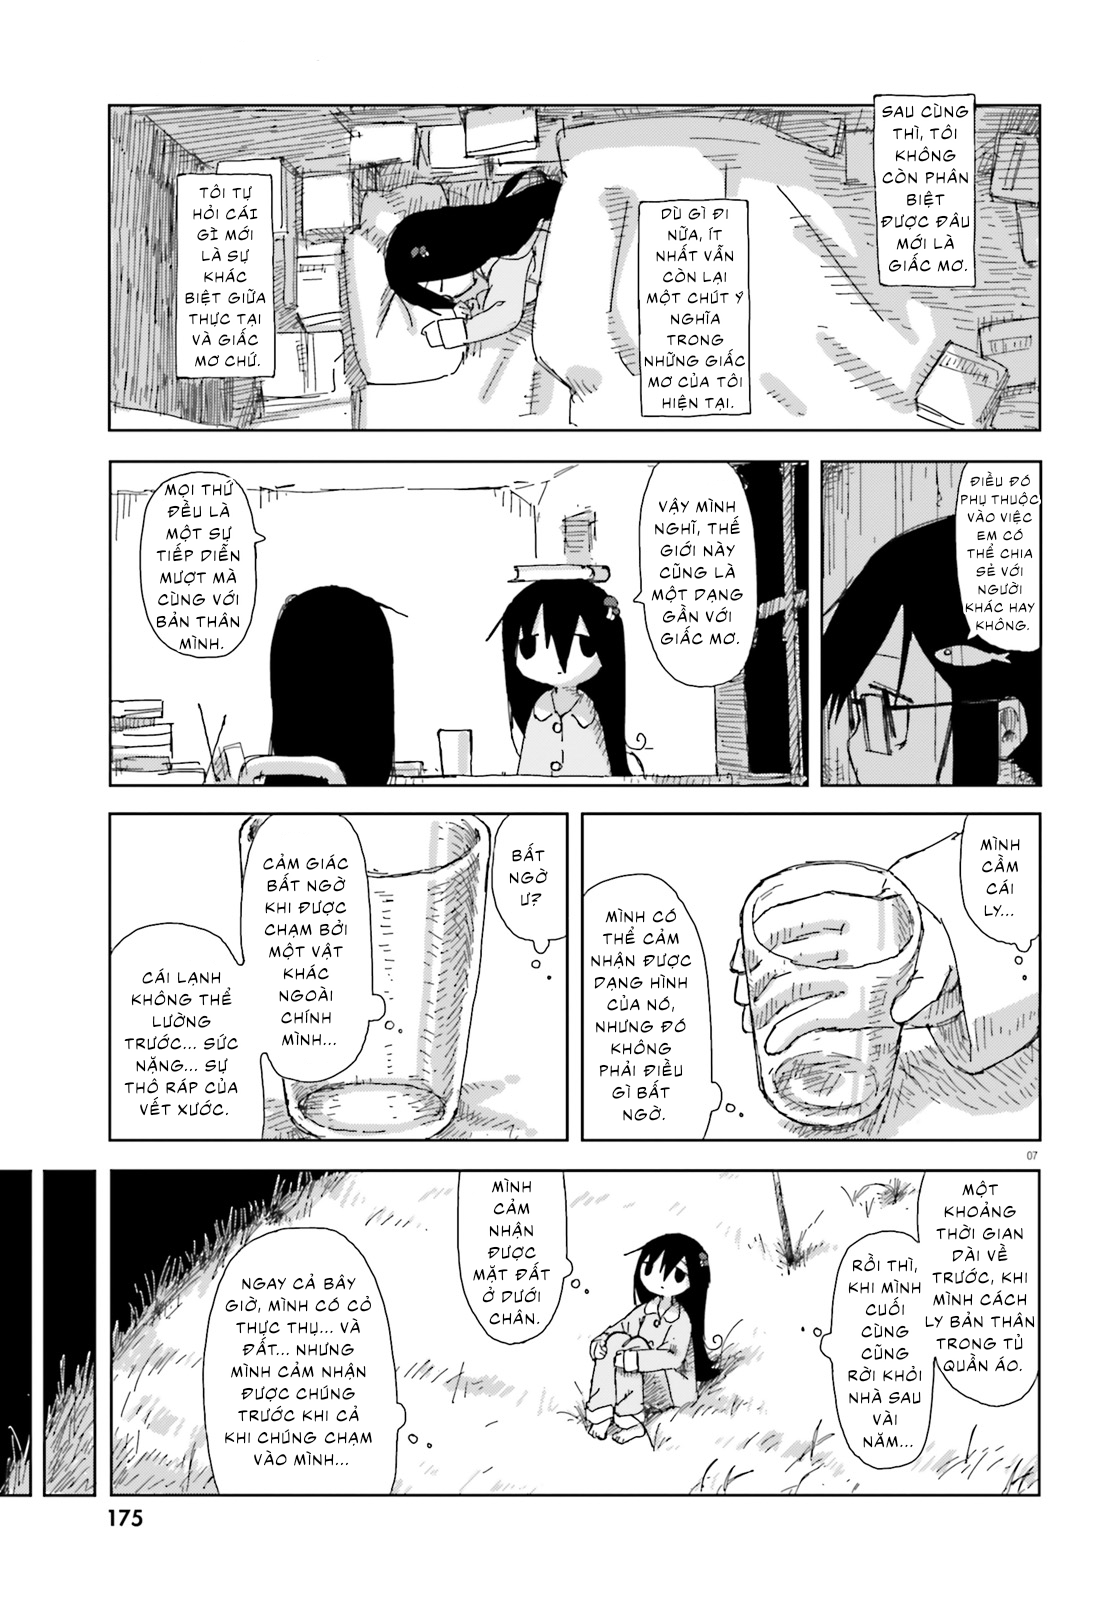 SAU CÙNG
THÌ, TÔI
KHÔNG
CÒN PHÂN
BIỆT
ĐƯỢC ĐÂU
MỚI LÀ
GIẤC MƠ.
DÙ GÌ ĐI
NỮA, ÍT
NHẤT VẪN
CÒN LẠI
MỘT CHÚT Ý
NGHĨA
TRONG
NHỮNG GIẤC
MƠ CỦA TÔI
HIỆN TẠI.
TÔI TỰ
HỎI CÁI
GÌ MỚI
LÀ SỰ
KHÁC
BIỆT GIỮA
THỰC TẠI
VÀ GIẤC
MƠ CHỨ.
ĐIỀU ĐÓ
PHỤ THUỘC
VÀO VIỆC
EM CÓ
THỂ CHIA
SẺ VỚI
NGƯỜI
KHÁC HAY
KHÔNG.
VẬY MÌNH
NGHĨ, THẾ
GIỚI NÀY
CŨNG LÀ
MỘT DẠNG
GẦN VỚI
GIẤC MƠ.
MỌI THỨ
ĐỀU LÀ
MỘT SỰ
TIẾP DIỄN
MƯỢT MÀ
CÙNG VỚI
BẢN THÂN
MÌNH.
MÌNH
CẦM
CÁI
LY...
MÌNH CÓ
THỂ CẢM
NHẬN ĐƯỢC
DẠNG HÌNH
CỦA NÓ,
NHƯNG ĐÓ
KHÔNG
PHẢI ĐIỀU
GÌ BẤT
NGỜ.
BẤT
NGỜ
Ư?
CẢM GIÁC
BẤT NGỜ
KHI ĐƯỢC
CHẠM BỞI
MỘT VẬT
KHÁC
NGOÀI
CHÍNH
MÌNH...
CÁI LẠNH
KHÔNG THỂ
LƯỜNG
TRƯỚC... SỨC
NẶNG... SỰ
THÔ RÁP CỦA
VẾT XƯỚC.
07
MỘT
KHOẢNG
THỜI GIAN
DÀI VỀ
TRƯỚC, KHI
MÌNH CÁCH
LY BẢN THÂN
TRONG TỦ
QUẦN ÁO.
RỒI THÌ,
KHI MÌNH
CUỐI
CÙNG
CŨNG
RỜI KHỎI
NHÀ SAU
VÀI
NĂM...
MÌNH
CẢM
NHẬN
ĐƯỢC
MẶT ĐẤT
Ở DƯỚI
CHÂN.
NGAY CẢ BÂY
GIỜ, MÌNH CÓ CỎ
THỰC THỤ... VÀ
ĐẤT... NHƯNG
MÌNH CẢM NHẬN
ĐƯỢC CHÚNG
TRƯỚC KHI CẢ
KHI CHÚNG CHẠM
VÀO MÌNH...
175